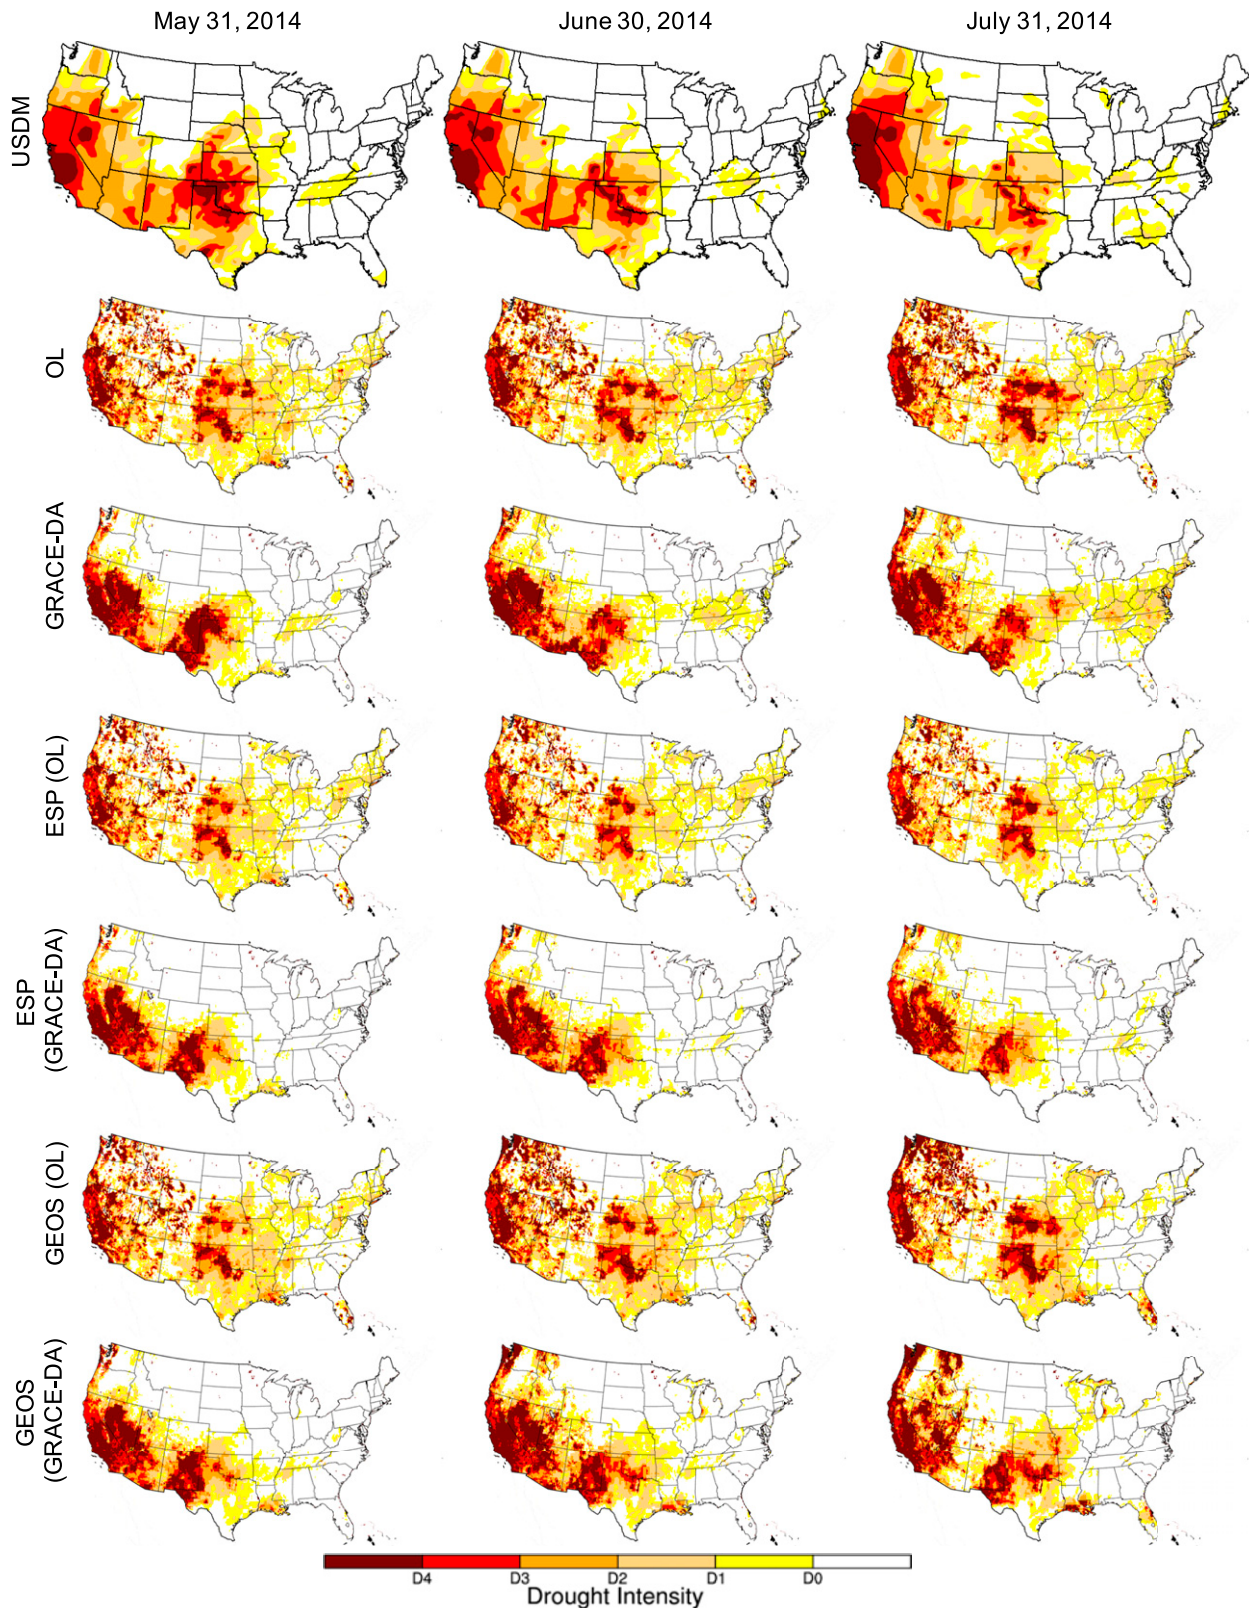 May 31, 2014
June 30, 2014
July 31, 2014
USDM
OL
GRACE-DA
ESP (OL)
ESP
(GRACE-DA)
GEOS (OL)
GEOS
(GRACE-DA)
D4 D3 D2 D1 D0
Drought Intensity